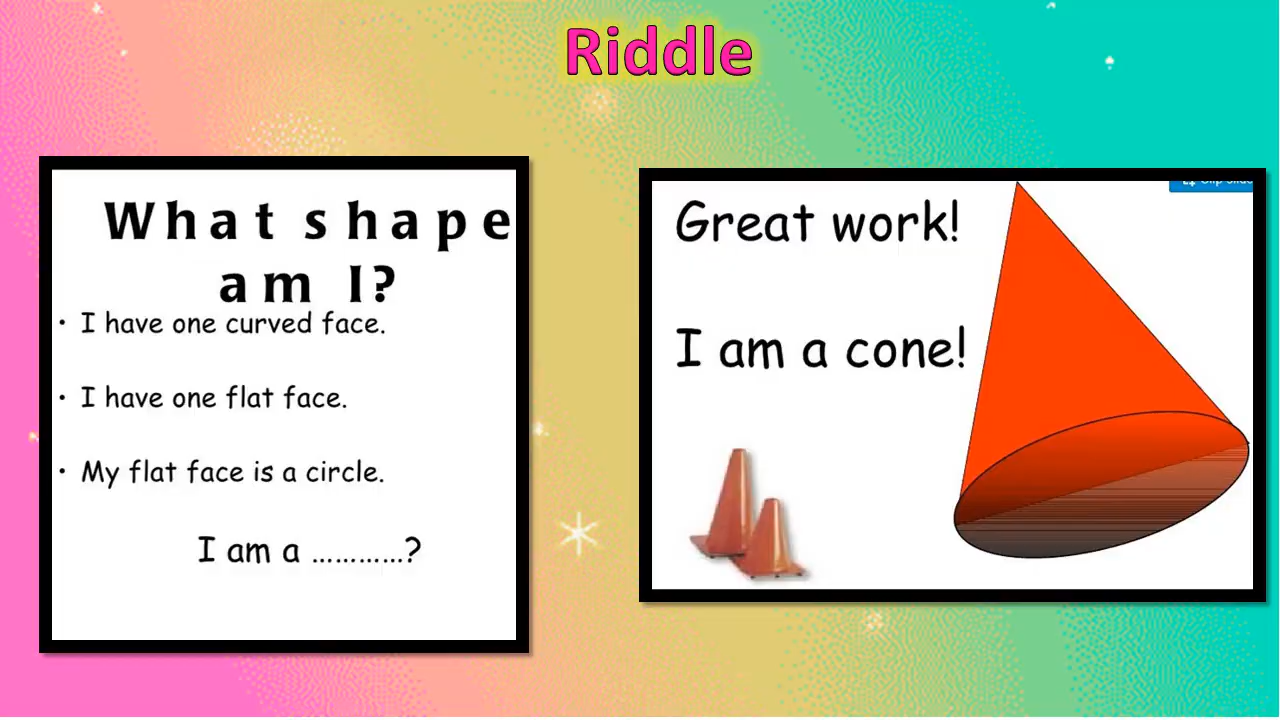 Riddle
What shape
am I?
• I have one curved face.
• I have one flat face.
• My flat face is a circle.
I am a …………?
Great work!
I am a cone!